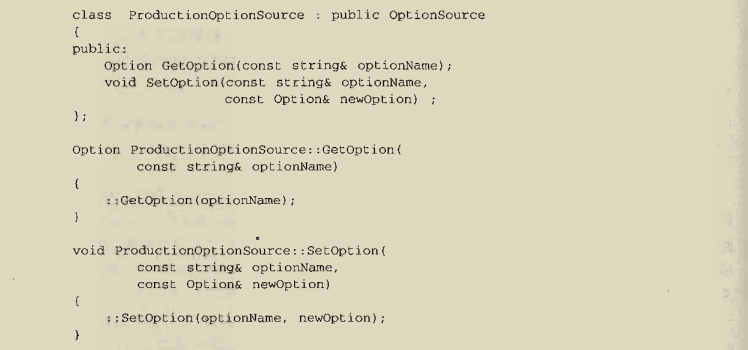 class  ProductionOptionSource : public OptionSource
{
public:
    Option GetOption(const string& optionName);
    void SetOption(const string& optionName,
                   const Option& newOption) ;
};

Option ProductionOptionSource::GetOption(
        const string& optionName)
{
    ::GetOption(optionName);
}

void ProductionOptionSource::SetOption(
        const string& optionName,
        const Option& newOption)
{
    ::SetOption(optionName, newOption);
}